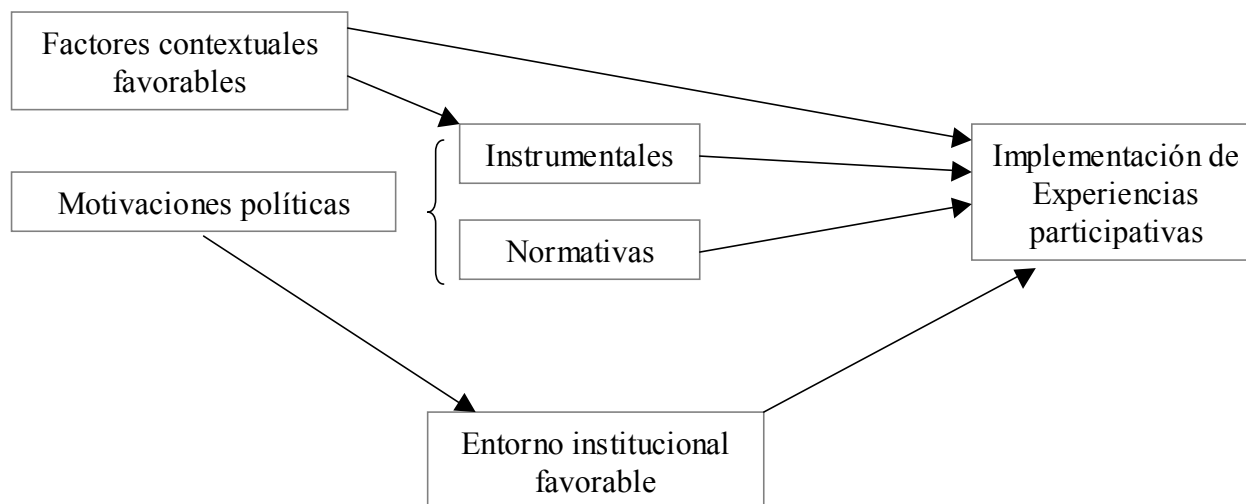 Factores contextuales
favorables
Instrumentales
Motivaciones políticas
Normativas
Implementación de
Experiencias
participativas
Entorno institucional
favorable